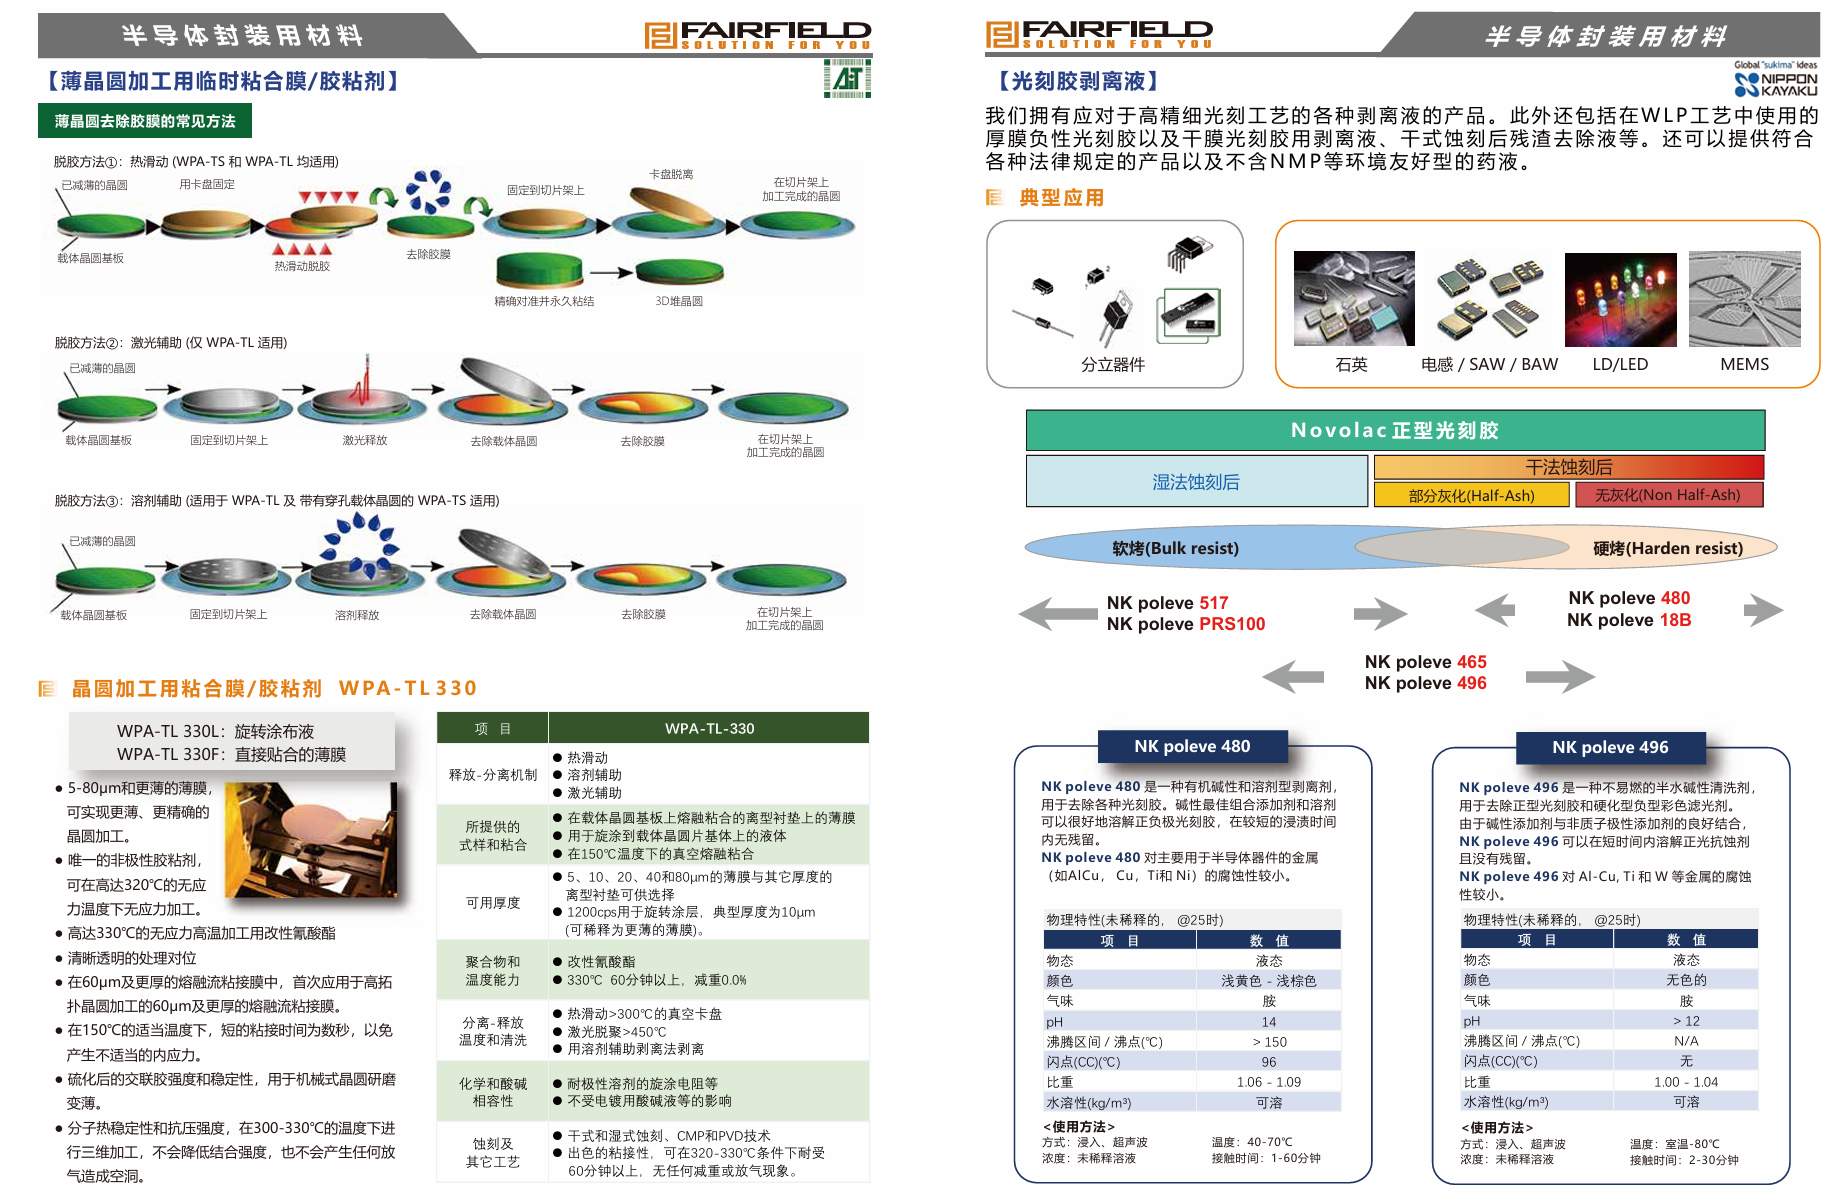 半导体封装用材料
FAIRFIELD
SOLUTION FOR YOU
【薄晶圆加工用临时粘合膜/胶粘剂】
AiT
薄晶圆去除胶膜的常见方法
脱胶方法①：热滑动 (WPA-TS 和 WPA-TL 均适用)
已减薄的晶圆
用卡盘固定
固定到切片架上
卡盘脱离
在切片架上
加工完成的晶圆
载体晶圆基板
热滑动脱胶
去除胶膜
精确对准并永久粘结
3D堆晶圆
脱胶方法②：激光辅助 (仅 WPA-TL 适用)
已减薄的晶圆
载体晶圆基板
固定到切片架上
激光释放
去除载体晶圆
去除胶膜
在切片架上
加工完成的晶圆
脱胶方法③：溶剂辅助 (适用于 WPA-TL 及 带有穿孔载体晶圆的 WPA-TS 适用)
已减薄的晶圆
载体晶圆基板
固定到切片架上
溶剂释放
去除载体晶圆
去除胶膜
在切片架上
加工完成的晶圆
晶圆加工用粘合膜/胶粘剂 WPA-TL330
WPA-TL 330L：旋转涂布液
WPA-TL 330F：直接贴合的薄膜
● 5-80μm和更薄的薄膜，
可实现更薄、更精确的
晶圆加工。
● 唯一的非极性胶粘剂，
可在高达320℃的无应
力温度下无应力加工。
● 高达330℃的无应力高温加工用改性氰酸酯
● 清晰透明的处理对位
● 在60μm及更厚的熔融流粘接膜中，首次应用于高拓
扑晶圆加工的60μm及更厚的熔融流粘接膜。
● 在150℃的适当温度下，短的粘接时间为数秒，以免
产生不适当的内应力。
● 硫化后的交联胶强度和稳定性，用于机械式晶圆研磨
变薄。
● 分子热稳定性和抗压强度，在300-330℃的温度下进
行三维加工，不会降低结合强度，也不会产生任何放
气造成空洞。
项 目 WPA-TL-330
释放-分离机制
● 热滑动
● 溶剂辅助
● 激光辅助
所提供的
式样和粘合
● 在载体晶圆基板上熔融粘合的离型衬垫上的薄膜
● 用于旋涂到载体晶圆片基体上的液体
● 在150℃温度下的真空熔融粘合
可用厚度
● 5、10、20、40和80μm的薄膜与其它厚度的
离型衬垫可供选择
● 1200cps用于旋转涂层，典型厚度为10μm
(可稀释为更薄的薄膜)。
聚合物和
温度能力
● 改性氰酸酯
● 330℃ 60分钟以上，减重0.0%
分离-释放
温度和清洗
● 热滑动>300℃的真空卡盘
● 激光脱聚>450℃
● 用溶剂辅助剥离法剥离
化学和酸碱
相容性
● 耐极性溶剂的旋涂电阻等
● 不受电镀用酸碱液等的影响
蚀刻及
其它工艺
● 干式和湿式蚀刻、CMP和PVD技术
● 出色的粘接性，可在320-330℃条件下耐受
60分钟以上，无任何减重或放气现象。
FAIRFIELD
SOLUTION FOR YOU
半导体封装用材料
【光刻胶剥离液】
Global "sukima" ideas
NIPPON
KAYAKU
我们拥有应对于高精细光刻工艺的各种剥离液的产品。此外还包括在WLP工艺中使用的
厚膜负性光刻胶以及干膜光刻胶用剥离液、干式蚀刻后残渣去除液等。还可以提供符合
各种法律规定的产品以及不含NMP等环境友好型的药液。
典型应用
分立器件
石英
电感 / SAW / BAW
LD/LED
MEMS
Novolac正型光刻胶
湿法蚀刻后
干法蚀刻后
部分灰化(Half-Ash)
无灰化(Non Half-Ash)
软烤(Bulk resist)
硬烤(Harden resist)
NK poleve 517
NK poleve PRS100
NK poleve 480
NK poleve 18B
NK poleve 465
NK poleve 496
NK poleve 480
NK poleve 480 是一种有机碱性和溶剂型剥离剂，
用于去除各种光刻胶。碱性最佳组合添加剂和溶剂
可以很好地溶解正负极光刻胶，在较短的浸渍时间
内无残留。
NK poleve 480 对主要用于半导体器件的金属
（如AlCu， Cu，Ti和 Ni）的腐蚀性较小。
物理特性(未稀释的， @25时)
项 目 数 值
物态 液态
颜色 浅黄色 - 浅棕色
气味 胺
pH 14
沸腾区间 / 沸点(℃) > 150
闪点(CC)(℃) 96
比重 1.06 - 1.09
水溶性(kg/m³) 可溶
<使用方法>
方式：浸入、超声波 温度：40-70℃
浓度：未稀释溶液 接触时间：1-60分钟
NK poleve 496
NK poleve 496 是一种不易燃的半水碱性清洗剂，
用于去除正型光刻胶和硬化型负型彩色滤光剂。
由于碱性添加剂与非质子极性添加剂的良好结合，
NK poleve 496 可以在短时间内溶解正光抗蚀剂
且没有残留。
NK poleve 496 对 Al-Cu, Ti 和 W 等金属的腐蚀
性较小。
物理特性(未稀释的， @25时)
项 目 数 值
物态 液态
颜色 无色的
气味 胺
pH > 12
沸腾区间 / 沸点(℃) N/A
闪点(CC)(℃) 无
比重 1.00 - 1.04
水溶性(kg/m³) 可溶
<使用方法>
方式：浸入、超声波 温度：室温-80℃
浓度：未稀释溶液 接触时间：2-30分钟